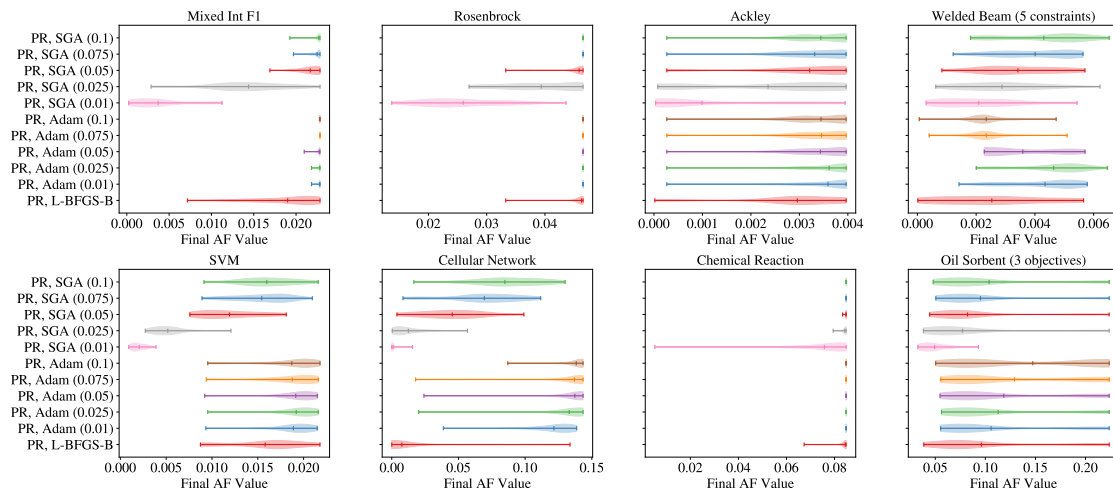 Mixed Int F1
Rosenbrock
Ackley
Welded Beam (5 constraints)
PR, SGA (0.1)
PR, SGA (0.075)
PR, SGA (0.05)
PR, SGA (0.025)
PR, SGA (0.01)
PR, Adam (0.1)
PR, Adam (0.075)
PR, Adam (0.05)
PR, Adam (0.025)
PR, Adam (0.01)
PR, L-BFGS-B
0.000 0.005 0.010 0.015 0.020
0.02 0.04
0.000 0.001 0.002 0.003 0.004
0.000 0.002 0.004 0.006
Final AF Value
Final AF Value
Final AF Value
Final AF Value
SVM
Cellular Network
Chemical Reaction
Oil Sorbent (3 objectives)
PR, SGA (0.1)
PR, SGA (0.075)
PR, SGA (0.05)
PR, SGA (0.025)
PR, SGA (0.01)
PR, Adam (0.1)
PR, Adam (0.075)
PR, Adam (0.05)
PR, Adam (0.025)
PR, Adam (0.01)
PR, L-BFGS-B
0.000 0.005 0.010 0.015 0.020
0.00 0.05 0.10 0.15
0.02 0.04 0.06 0.08
0.05 0.10 0.15 0.20
Final AF Value
Final AF Value
Final AF Value
Final AF Value